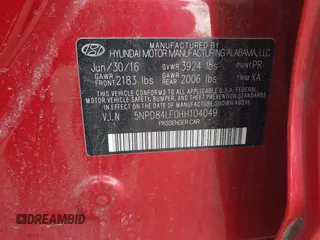 MANUFACTURED BY
HYUNDAI MOTOR MANUFACTURING ALABAMA, LLC
Jun/30/16 GVWR 3924 lbs PAINT PR
GAWR FRONT 2183 lbs GAWR REAR 2006 lbs TRIM XA
THIS VEHICLE CONFORMS TO ALL APPLICABLE U.S.A FEDERAL
MOTOR VEHICLE SAFETY, BUMPER, AND THEFT PREVENTION STANDARDS
IN EFFECT ON THE DATE OF MANUFACTURE SHOWN ABOVE.
V.I.N 5NPD84LF0HH104049
PASSENGER CAR
DREAMBID